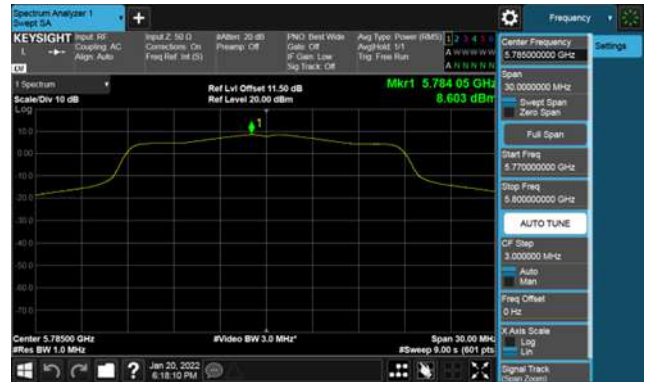 Spectrum Analyzer 1
Swept SA
+
Frequency
KEYSIGHT
Input: RF
Input Z: 50 Ω
#Atten: 20 dB
PNO: Best Wide
Avg Type: Power (RMS)
1 2 3 4 5 6
L
Coupling: AC
Corrections: On
Preamp: Off
Gate: Off
Avg|Hold: 1/1
A W W W W W
Align: Auto
Freq Ref: Int (S)
IF Gain: Low
Trig: Free Run
Sig Track: Off
A N N N N N
1 Spectrum
Ref Lvl Offset 11.50 dB
Mkr1 5.784 05 GHz
Scale/Div 10 dB
Ref Level 20.00 dBm
8.603 dBm
Log
1
10.0
0.00
-10.0
-20.0
-30.0
-40.0
-50.0
-60.0
-70.0
Center 5.78500 GHz
#Video BW 3.0 MHz*
Span 30.00 MHz
#Res BW 1.0 MHz
#Sweep 9.00 s (601 pts)
?
Jan 20, 2022
6:18:10 PM
Center Frequency
5.785000000 GHz
Settings
Span
30.0000000 MHz
Swept Span
Zero Span
Full Span
Start Freq
5.770000000 GHz
Stop Freq
5.800000000 GHz
AUTO TUNE
CF Step
3.000000 MHz
Auto
Man
Freq Offset
0 Hz
X Axis Scale
Log
Lin
Signal Track
(Span Zoom)